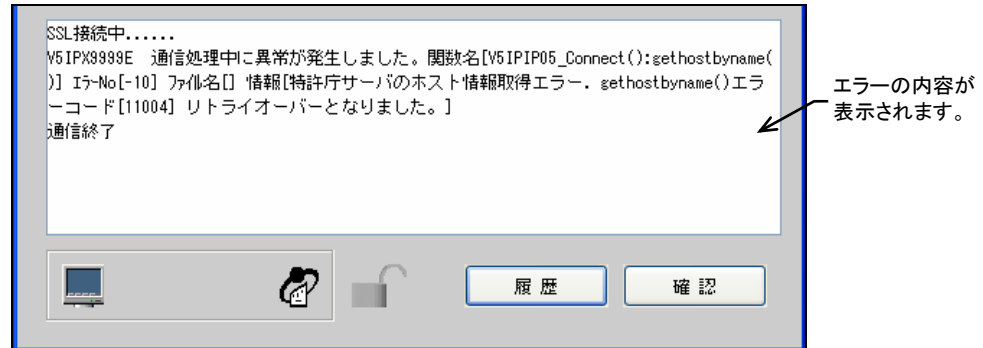 SSL接続中......
V5IPX9999E　通信処理中に異常が発生しました。関数名[V5IPIP05_Connect():gethostbyname(
)] ｴﾗｰNo[-10] ﾌｧｲﾙ名[] 情報[特許庁サーバのホスト情報取得エラー．gethostbyname()エラ
ーコード[11004] リトライオーバーとなりました。]
通信終了
エラーの内容が
表示されます。
履 歴
確 認